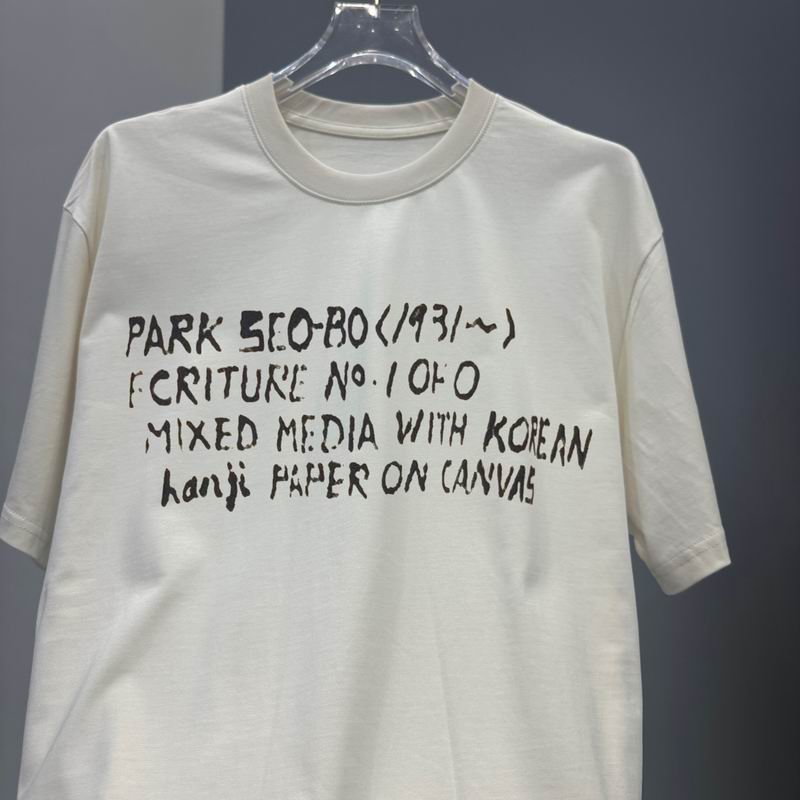 PARK SEO-BO (1931~)
ECRITURE No. 1 OF O
MIXED MEDIA WITH KOREAN
hanji PAPER ON CANVAS